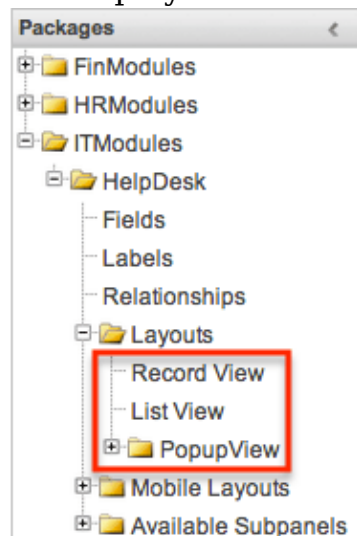 Packages
FinModules
HRModules
ITModules
HelpDesk
Fields
Labels
Relationships
Layouts
Record View
List View
PopupView
Mobile Layouts
Available Subpanels